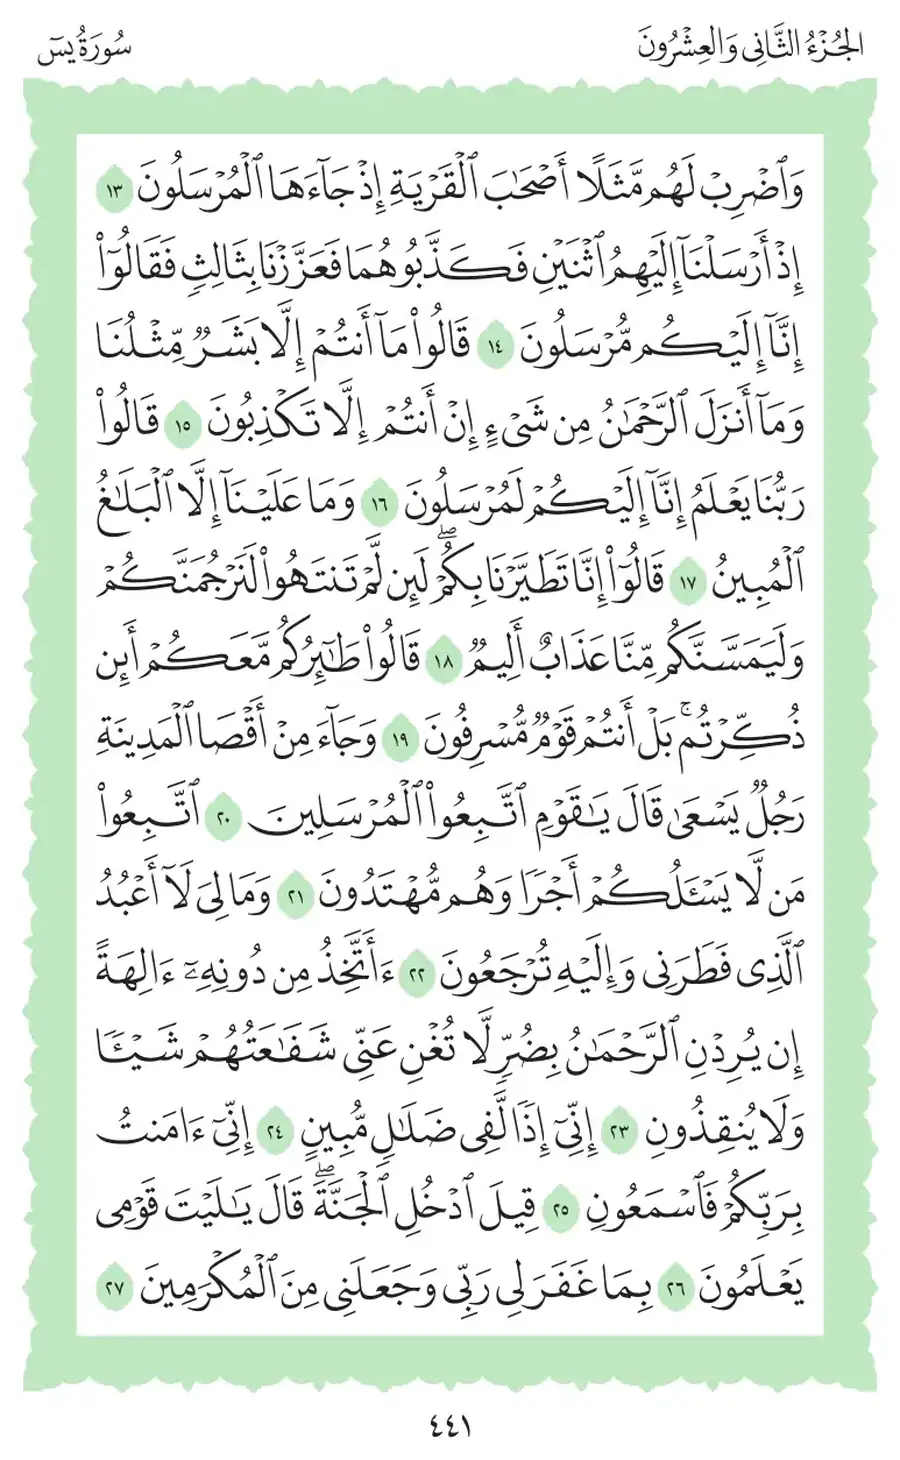 الجُزْءُ الثَّانِي وَالعِشْرُونَ
سُورَةُ يسٓ
وَٱضْرِبْ لَهُم مَّثَلًا أَصْحَٰبَ ٱلْقَرْيَةِ إِذْ جَآءَهَا ٱلْمُرْسَلُونَ ١٣
إِذْ أَرْسَلْنَآ إِلَيْهِمُ ٱثْنَيْنِ فَكَذَّبُوهُمَا فَعَزَّزْنَا بِثَالِثٍ فَقَالُوٓا۟
إِنَّآ إِلَيْكُم مُّرْسَلُونَ ١٤ قَالُوا۟ مَآ أَنتُمْ إِلَّا بَشَرٌ مِّثْلُنَا
وَمَآ أَنزَلَ ٱلرَّحْمَٰنُ مِن شَىْءٍ إِنْ أَنتُمْ إِلَّا تَكْذِبُونَ ١٥ قَالُوا۟
رَبُّنَا يَعْلَمُ إِنَّآ إِلَيْكُمْ لَمُرْسَلُونَ ١٦ وَمَا عَلَيْنَآ إِلَّا ٱلْبَلَٰغُ
ٱلْمُبِينُ ١٧ قَالُوٓا۟ إِنَّا تَطَيَّرْنَا بِكُمْ ۖ لَئِن لَّمْ تَنتَهُوا۟ لَنَرْجُمَنَّكُمْ
وَلَيَمَسَّنَّكُم مِّنَّا عَذَابٌ أَلِيمٌ ١٨ قَالُوا۟ طَٰٓئِرُكُم مَّعَكُمْ أَئِن
ذُكِّرْتُم ۚ بَلْ أَنتُمْ قَوْمٌ مُّسْرِفُونَ ١٩ وَجَآءَ مِنْ أَقْصَا ٱلْمَدِينَةِ
رَجُلٌ يَسْعَىٰ قَالَ يَٰقَوْمِ ٱتَّبِعُوا۟ ٱلْمُرْسَلِينَ ٢٠ ٱتَّبِعُوا۟
مَن لَّا يَسْـَٔلُكُمْ أَجْرًا وَهُم مُّهْتَدُونَ ٢١ وَمَا لِىَ لَآ أَعْبُدُ
ٱلَّذِى فَطَرَنِى وَإِلَيْهِ تُرْجَعُونَ ٢٢ ءَأَتَّخِذُ مِن دُونِهِۦٓ ءَالِهَةً
إِن يُرِدْنِ ٱلرَّحْمَٰنُ بِضُرٍّ لَّا تُغْنِ عَنِّى شَفَٰعَتُهُمْ شَيْـًٔا
وَلَا يُنقِذُونِ ٢٣ إِنِّىٓ إِذًا لَّفِى ضَلَٰلٍ مُّبِينٍ ٢٤ إِنِّىٓ ءَامَنتُ
بِرَبِّكُمْ فَٱسْمَعُونِ ٢٥ قِيلَ ٱدْخُلِ ٱلْجَنَّةَ ۖ قَالَ يَٰلَيْتَ قَوْمِى
يَعْلَمُونَ ٢٦ بِمَا غَفَرَ لِى رَبِّى وَجَعَلَنِى مِنَ ٱلْمُكْرَمِينَ ٢٧
٤٤١